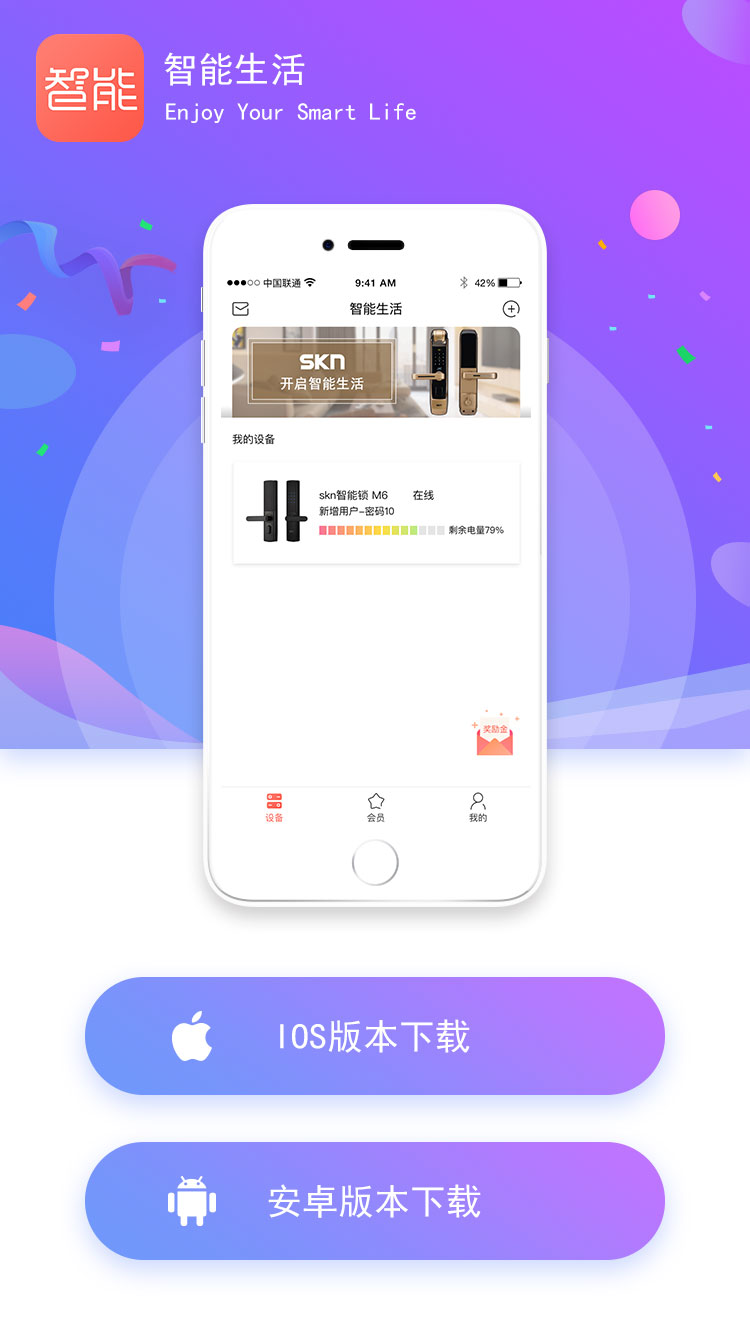 智能
智能生活
Enjoy Your Smart Life
中国联通
9:41 AM
42%
智能生活
SKN
开启智能生活
我的设备
skn智能锁 M6 在线
新增用户-密码10
剩余电量79%
奖励金
设备
会员
我的
IOS版本下载
安卓版本下载